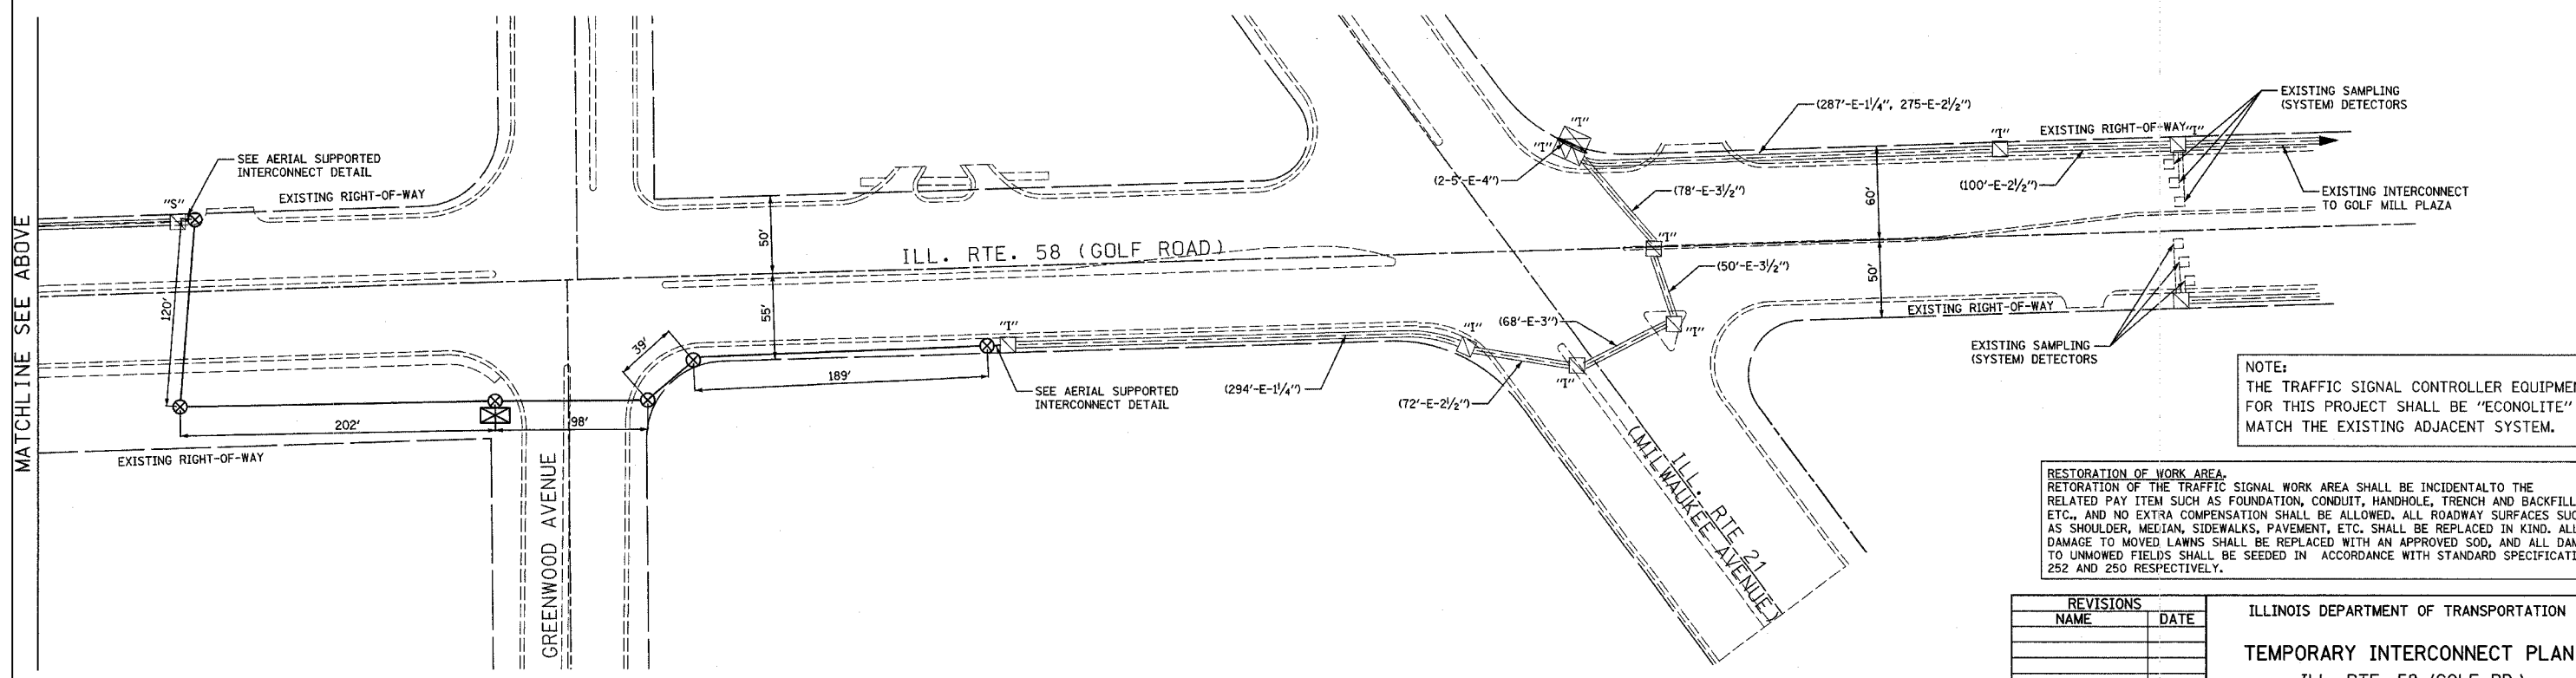 MATCHLINE SEE ABOVE
SEE AERIAL SUPPORTED
INTERCONNECT DETAIL
"S"
EXISTING RIGHT-OF-WAY
120'
202'
98'
EXISTING RIGHT-OF-WAY
GREENWOOD AVENUE
39'
189'
50'
55'
ILL. RTE. 58 (GOLF ROAD)
"I"
SEE AERIAL SUPPORTED
INTERCONNECT DETAIL
(294'-E-1¼")
"I"
(72'-E-2½")
"I"
(68'-E-3")
"I"
(50'-E-3½")
"I"
(78'-E-3½")
(2-5'-E-4")
"I"
"I"
(287'-E-1¼", 275-E-2½")
"I"
EXISTING RIGHT-OF-WAY
"I"
(100'-E-2½")
60'
50'
EXISTING SAMPLING
(SYSTEM) DETECTORS
EXISTING INTERCONNECT
TO GOLF MILL PLAZA
EXISTING RIGHT-OF-WAY
EXISTING SAMPLING
(SYSTEM) DETECTORS
ILL. RTE 21
(MILWAUKEE AVENUE)
NOTE:
THE TRAFFIC SIGNAL CONTROLLER EQUIPMEN
FOR THIS PROJECT SHALL BE "ECONOLITE"
MATCH THE EXISTING ADJACENT SYSTEM.
RESTORATION OF WORK AREA.
RETORATION OF THE TRAFFIC SIGNAL WORK AREA SHALL BE INCIDENTALTO THE
RELATED PAY ITEM SUCH AS FOUNDATION, CONDUIT, HANDHOLE, TRENCH AND BACKFILL
ETC., AND NO EXTRA COMPENSATION SHALL BE ALLOWED. ALL ROADWAY SURFACES SUC
AS SHOULDER, MEDIAN, SIDEWALKS, PAVEMENT, ETC. SHALL BE REPLACED IN KIND. ALL
DAMAGE TO MOVED LAWNS SHALL BE REPLACED WITH AN APPROVED SOD, AND ALL DAM
TO UNMOWED FIELDS SHALL BE SEEDED IN ACCORDANCE WITH STANDARD SPECIFICATI
252 AND 250 RESPECTIVELY.
REVISIONS
NAME DATE
ILLINOIS DEPARTMENT OF TRANSPORTATION
TEMPORARY INTERCONNECT PLAN
ILL. RTE. 58 (GOLF RD.)